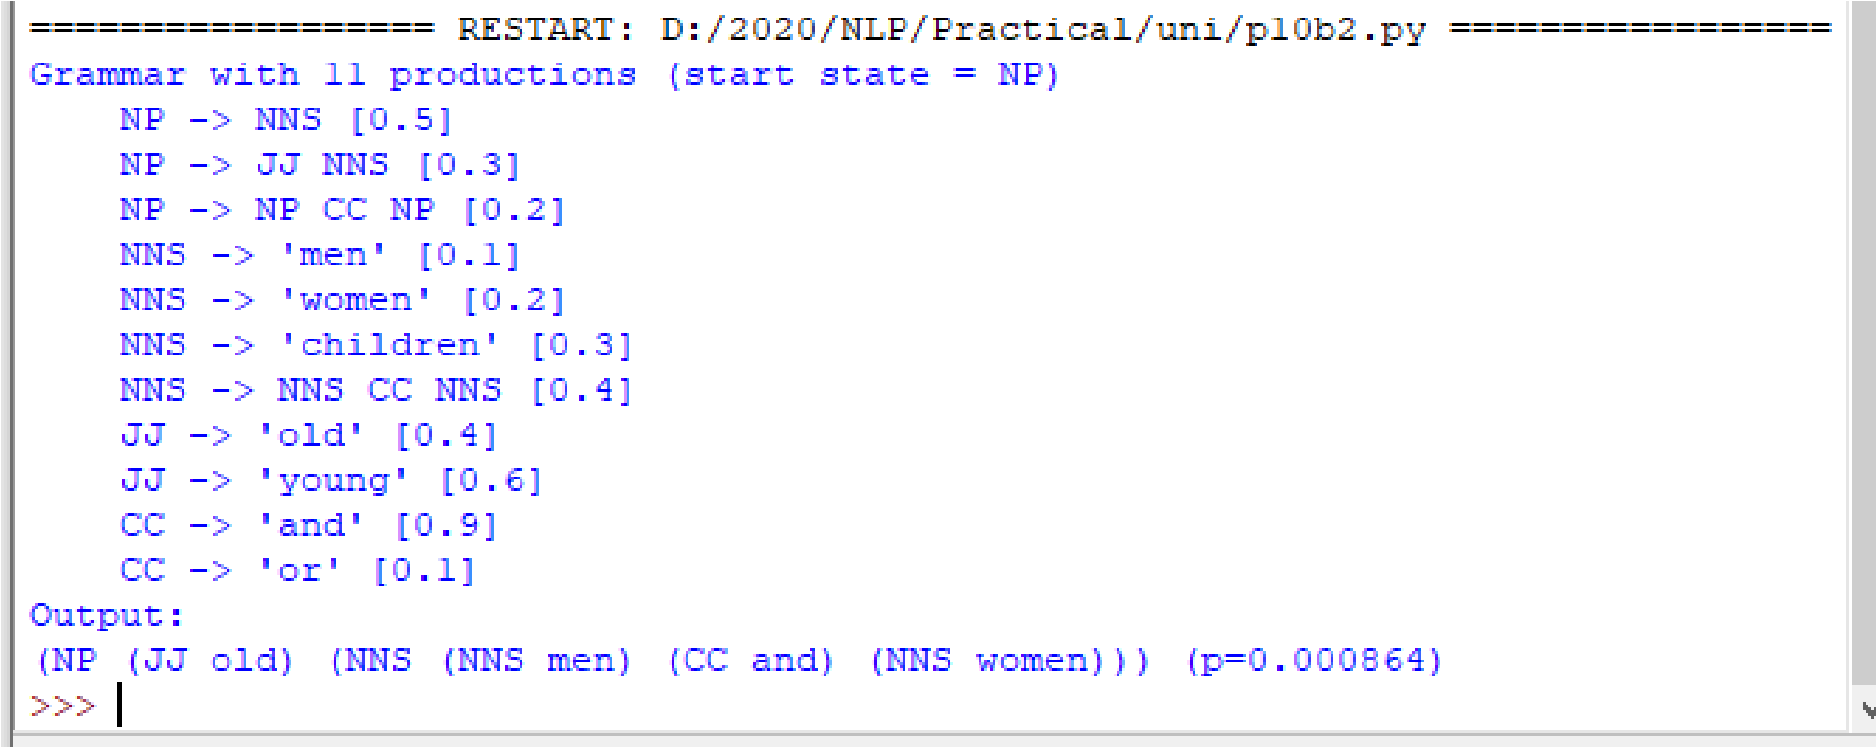 ================== RESTART: D:/2020/NLP/Practical/uni/p10b2.py =================
Grammar with 11 productions (start state = NP)
    NP -> NNS [0.5]
    NP -> JJ NNS [0.3]
    NP -> NP CC NP [0.2]
    NNS -> 'men' [0.1]
    NNS -> 'women' [0.2]
    NNS -> 'children' [0.3]
    NNS -> NNS CC NNS [0.4]
    JJ -> 'old' [0.4]
    JJ -> 'young' [0.6]
    CC -> 'and' [0.9]
    CC -> 'or' [0.1]
Output:
(NP (JJ old) (NNS (NNS men) (CC and) (NNS women))) (p=0.000864)
>>>